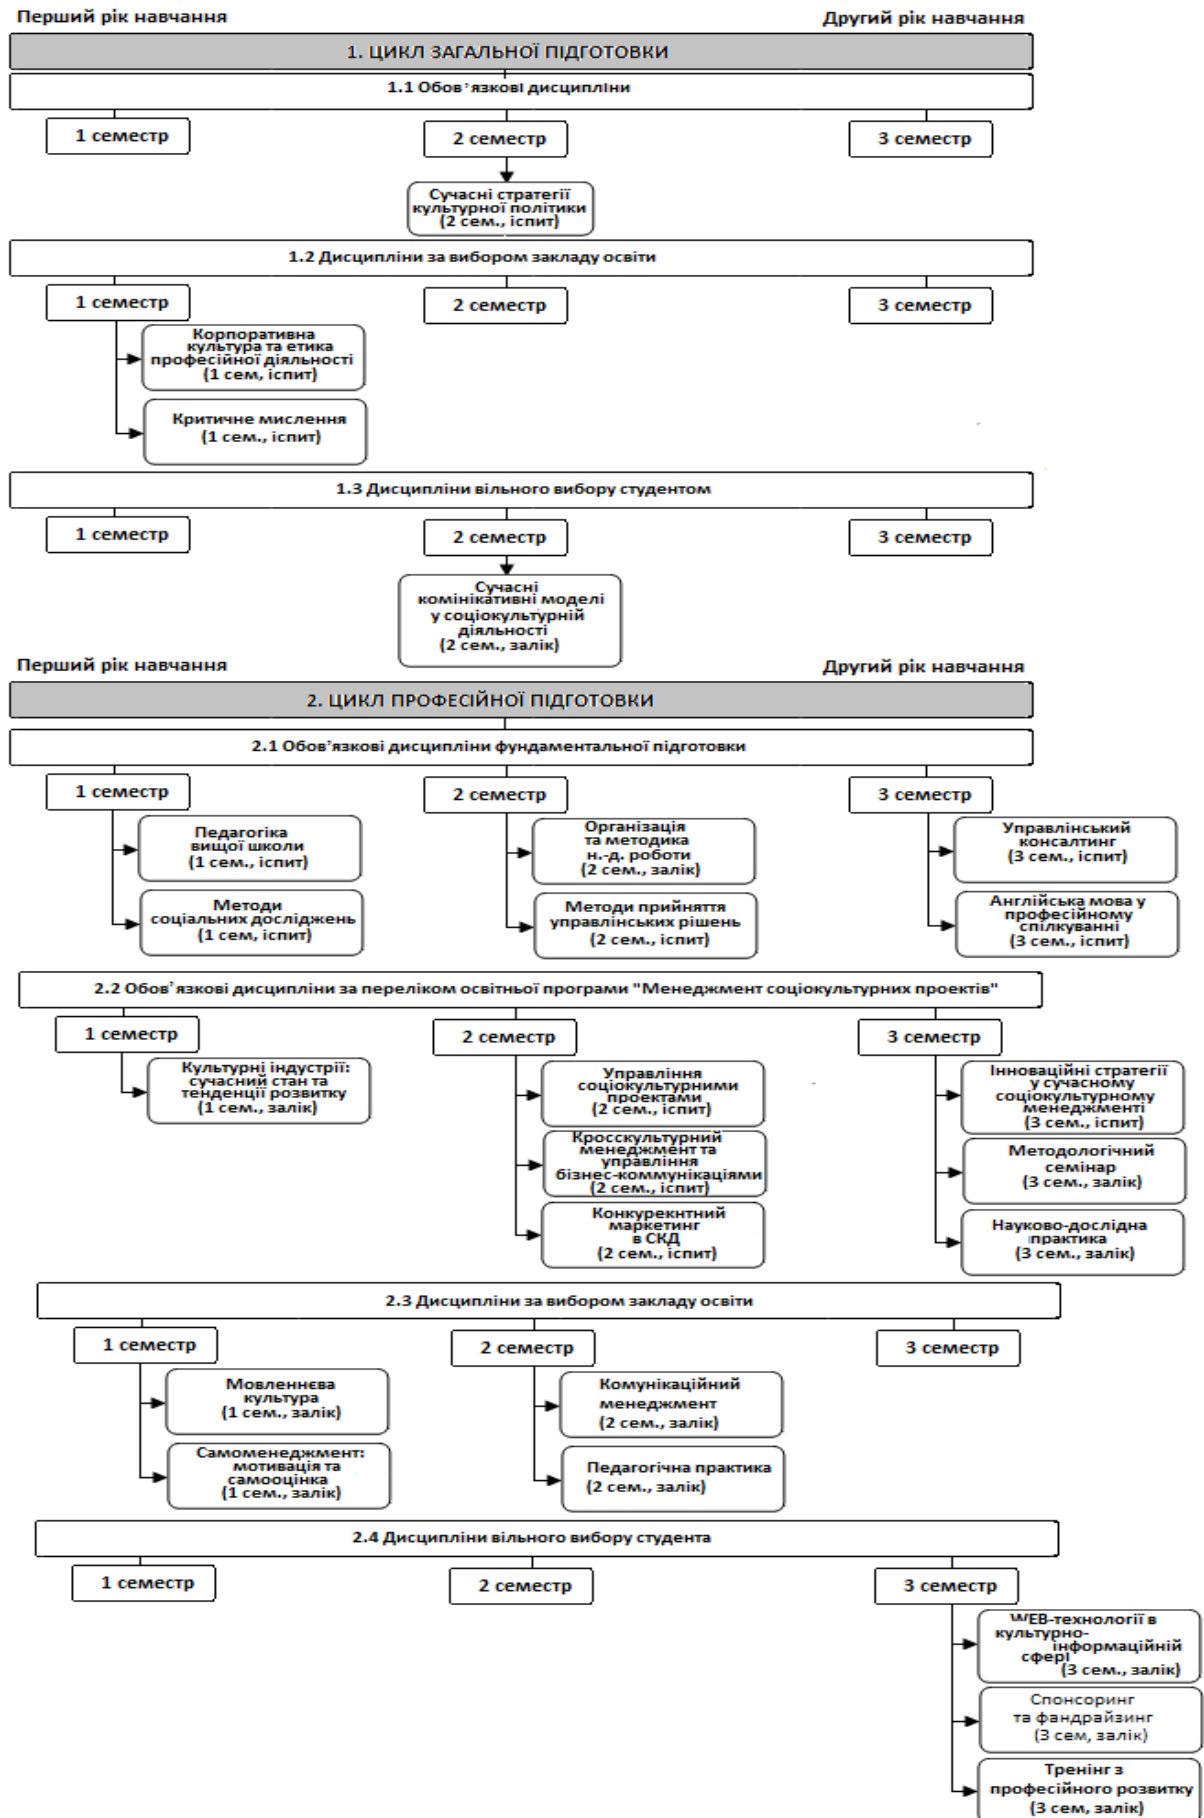 Перший рік навчання
Другий рік навчання
1. ЦИКЛ ЗАГАЛЬНОЇ ПІДГОТОВКИ
1.1 Обов'язкові дисципліни
1 семестр
2 семестр
3 семестр
Сучасні стратегії
культурної політики
(2 сем., іспит)
1.2 Дисципліни за вибором закладу освіти
1 семестр
2 семестр
3 семестр
Корпоративна
культура та етика
професійної діяльності
(1 сем, іспит)
Критичне мислення
(1 сем., іспит)
1.3 Дисципліни вільного вибору студентом
1 семестр
2 семестр
3 семестр
Сучасні
комінікативні моделі
у соціокультурній
діяльності
(2 сем., залік)
Перший рік навчання
Другий рік навчання
2. ЦИКЛ ПРОФЕСІЙНОЇ ПІДГОТОВКИ
2.1 Обов'язкові дисципліни фундаментальної підготовки
1 семестр
2 семестр
3 семестр
Педагогіка
вищої школи
(1 сем., іспит)
Методи
соціальних досліджень
(1 сем, іспит)
Організація
та методика
н.-д. роботи
(2 сем., залік)
Методи прийняття
управлінських рішень
(2 сем., іспит)
Управлінський
консалтинг
(3 сем., іспит)
Англійська мова у
професійному
спілкуванні
(3 сем., іспит)
2.2 Обов'язкові дисципліни за переліком освітньої програми "Менеджмент соціокультурних проектів"
1 семестр
2 семестр
3 семестр
Культурні індустрії:
сучасний стан та
тенденції розвитку
(1 сем., залік)
Управління
соціокультурними
проектами
(2 сем., іспит)
Кросскультурний
менеджмент та
управління
бізнес-коммунікаціями
(2 сем., іспит)
Конкурекнтний
маркетинг
в СКД
(2 сем., іспит)
Інноваційні стратегії
у сучасному
соціокультурному
менеджменті
(3 сем., іспит)
Методологічний
семінар
(3 сем., залік)
Науково-дослідна
практика
(3 сем., залік)
2.3 Дисципліни за вибором закладу освіти
1 семестр
2 семестр
3 семестр
Мовленнєва
культура
(1 сем., залік)
Самоменеджмент:
мотивація та
самооцінка
(1 сем., залік)
Комунікаційний
менеджмент
(2 сем., залік)
Педагогічна практика
(2 сем., залік)
2.4 Дисципліни вільного вибору студента
1 семестр
2 семестр
3 семестр
WEB-технології в
культурно-
інформаційній
сфері
(3 сем., залік)
Спонсоринг
та фандрайзинг
(3 сем, залік)
Тренінг з
професійного розвитку
(3 сем, залік)